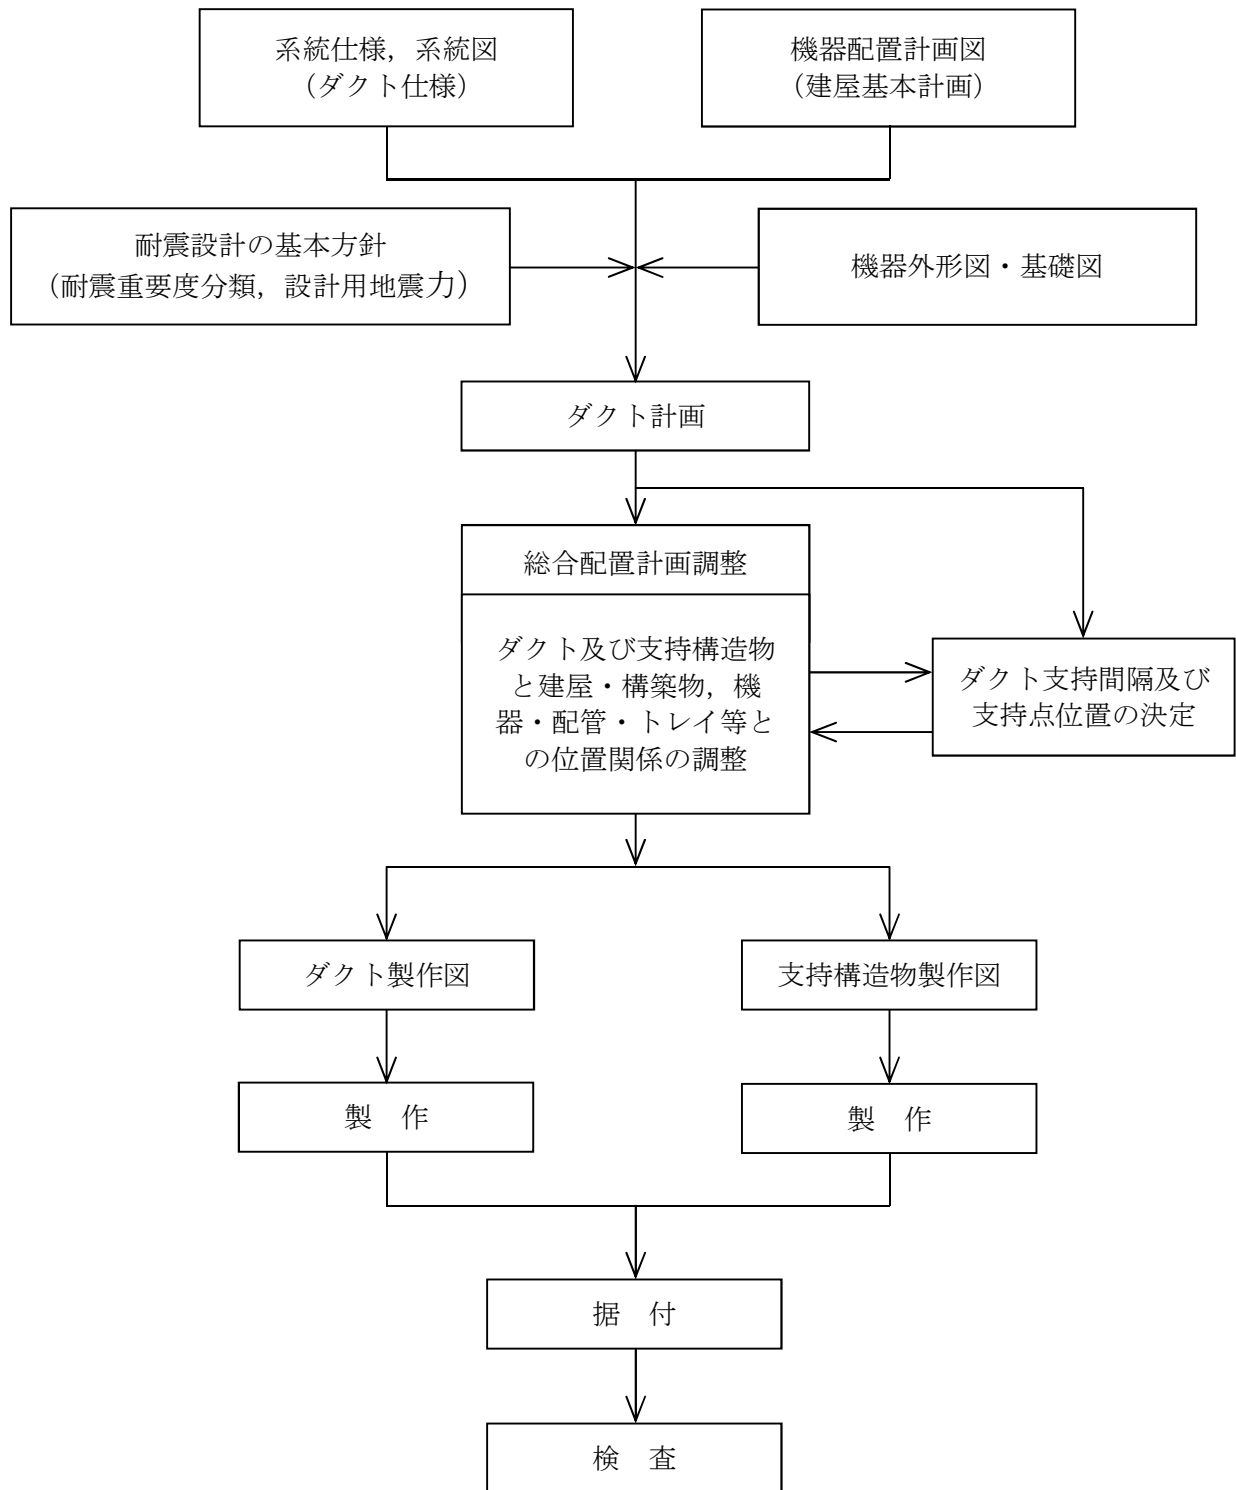 系統仕様，系統図
（ダクト仕様）
機器配置計画図
（建屋基本計画）
耐震設計の基本方針
（耐震重要度分類，設計用地震力）
機器外形図・基礎図
ダクト計画
総合配置計画調整
ダクト及び支持構造物
と建屋・構築物，機
器・配管・トレイ等と
の位置関係の調整
ダクト支持間隔及び
支持点位置の決定
ダクト製作図
支持構造物製作図
製　作
製　作
据　付
検　査